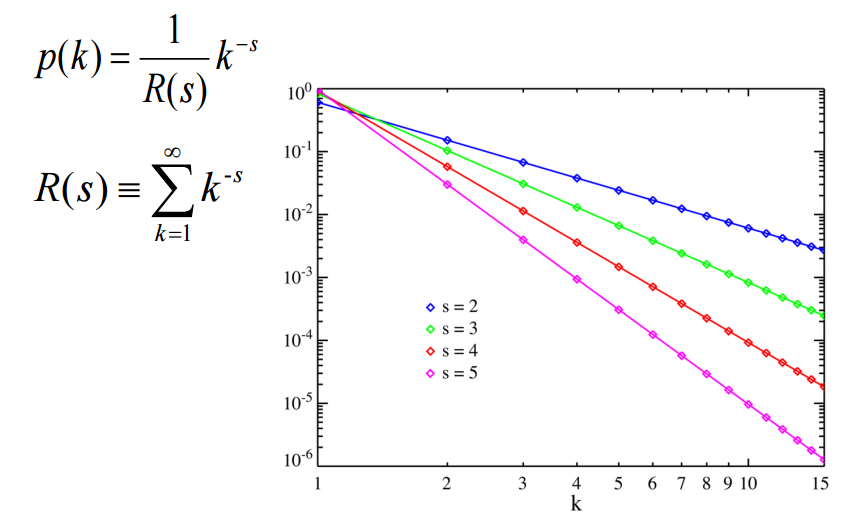 p(k) = 1/R(s) k^-s
R(s) ≡ ∑_{k=1}^{∞} k^-s
10^0
10^-1
10^-2
10^-3
10^-4
10^-5
10^-6
s = 2
s = 3
s = 4
s = 5
1 2 3 4 5 6 7 8 9 10 15
k